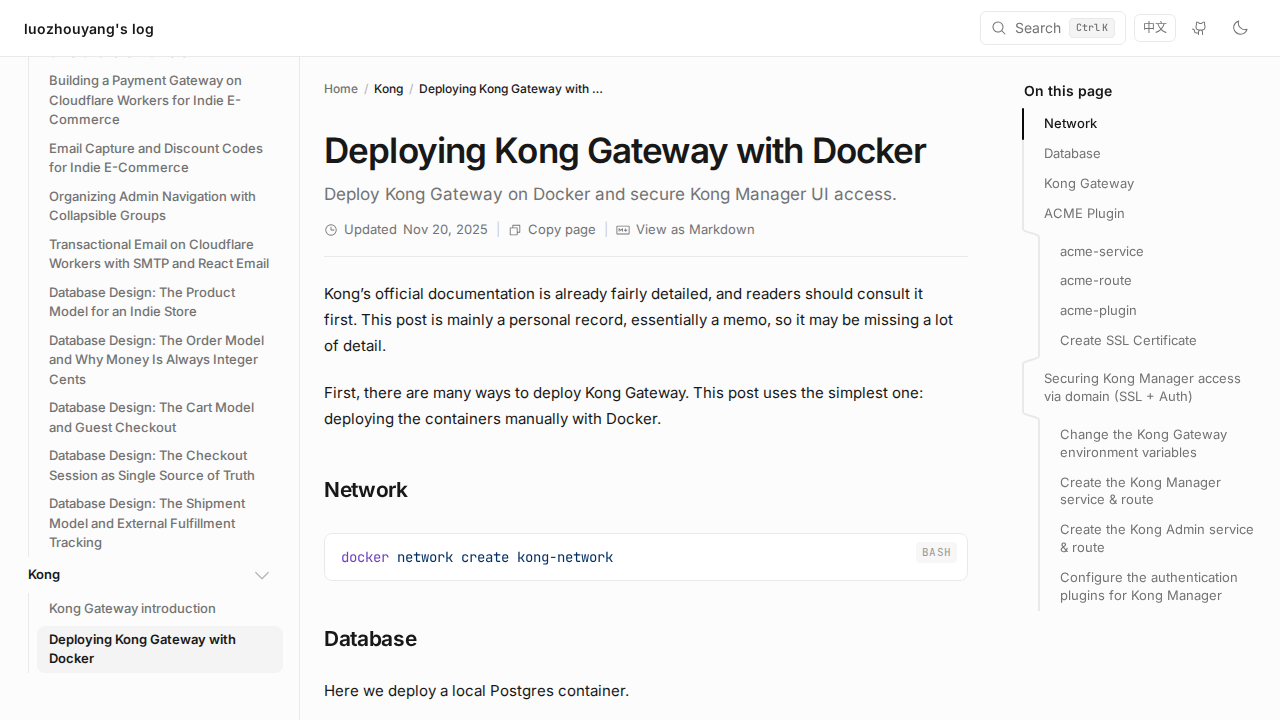 luozhouyang's log
Search
Ctrl K
中文
Building a Payment Gateway on
Cloudflare Workers for Indie E-
Commerce
Email Capture and Discount Codes
for Indie E-Commerce
Organizing Admin Navigation with
Collapsible Groups
Transactional Email on Cloudflare
Workers with SMTP and React Email
Database Design: The Product
Model for an Indie Store
Database Design: The Order Model
and Why Money Is Always Integer
Cents
Database Design: The Cart Model
and Guest Checkout
Database Design: The Checkout
Session as Single Source of Truth
Database Design: The Shipment
Model and External Fulfillment
Tracking
Kong
Kong Gateway introduction
Deploying Kong Gateway with
Docker
Home / Kong / Deploying Kong Gateway with ...
Deploying Kong Gateway with Docker
Deploy Kong Gateway on Docker and secure Kong Manager UI access.
Updated Nov 20, 2025
Copy page
View as Markdown
Kong’s official documentation is already fairly detailed, and readers should consult it
first. This post is mainly a personal record, essentially a memo, so it may be missing a lot
of detail.
First, there are many ways to deploy Kong Gateway. This post uses the simplest one:
deploying the containers manually with Docker.
Network
docker network create kong-network
BASH
Database
Here we deploy a local Postgres container.
On this page
Network
Database
Kong Gateway
ACME Plugin
acme-service
acme-route
acme-plugin
Create SSL Certificate
Securing Kong Manager access
via domain (SSL + Auth)
Change the Kong Gateway
environment variables
Create the Kong Manager
service & route
Create the Kong Admin service
& route
Configure the authentication
plugins for Kong Manager